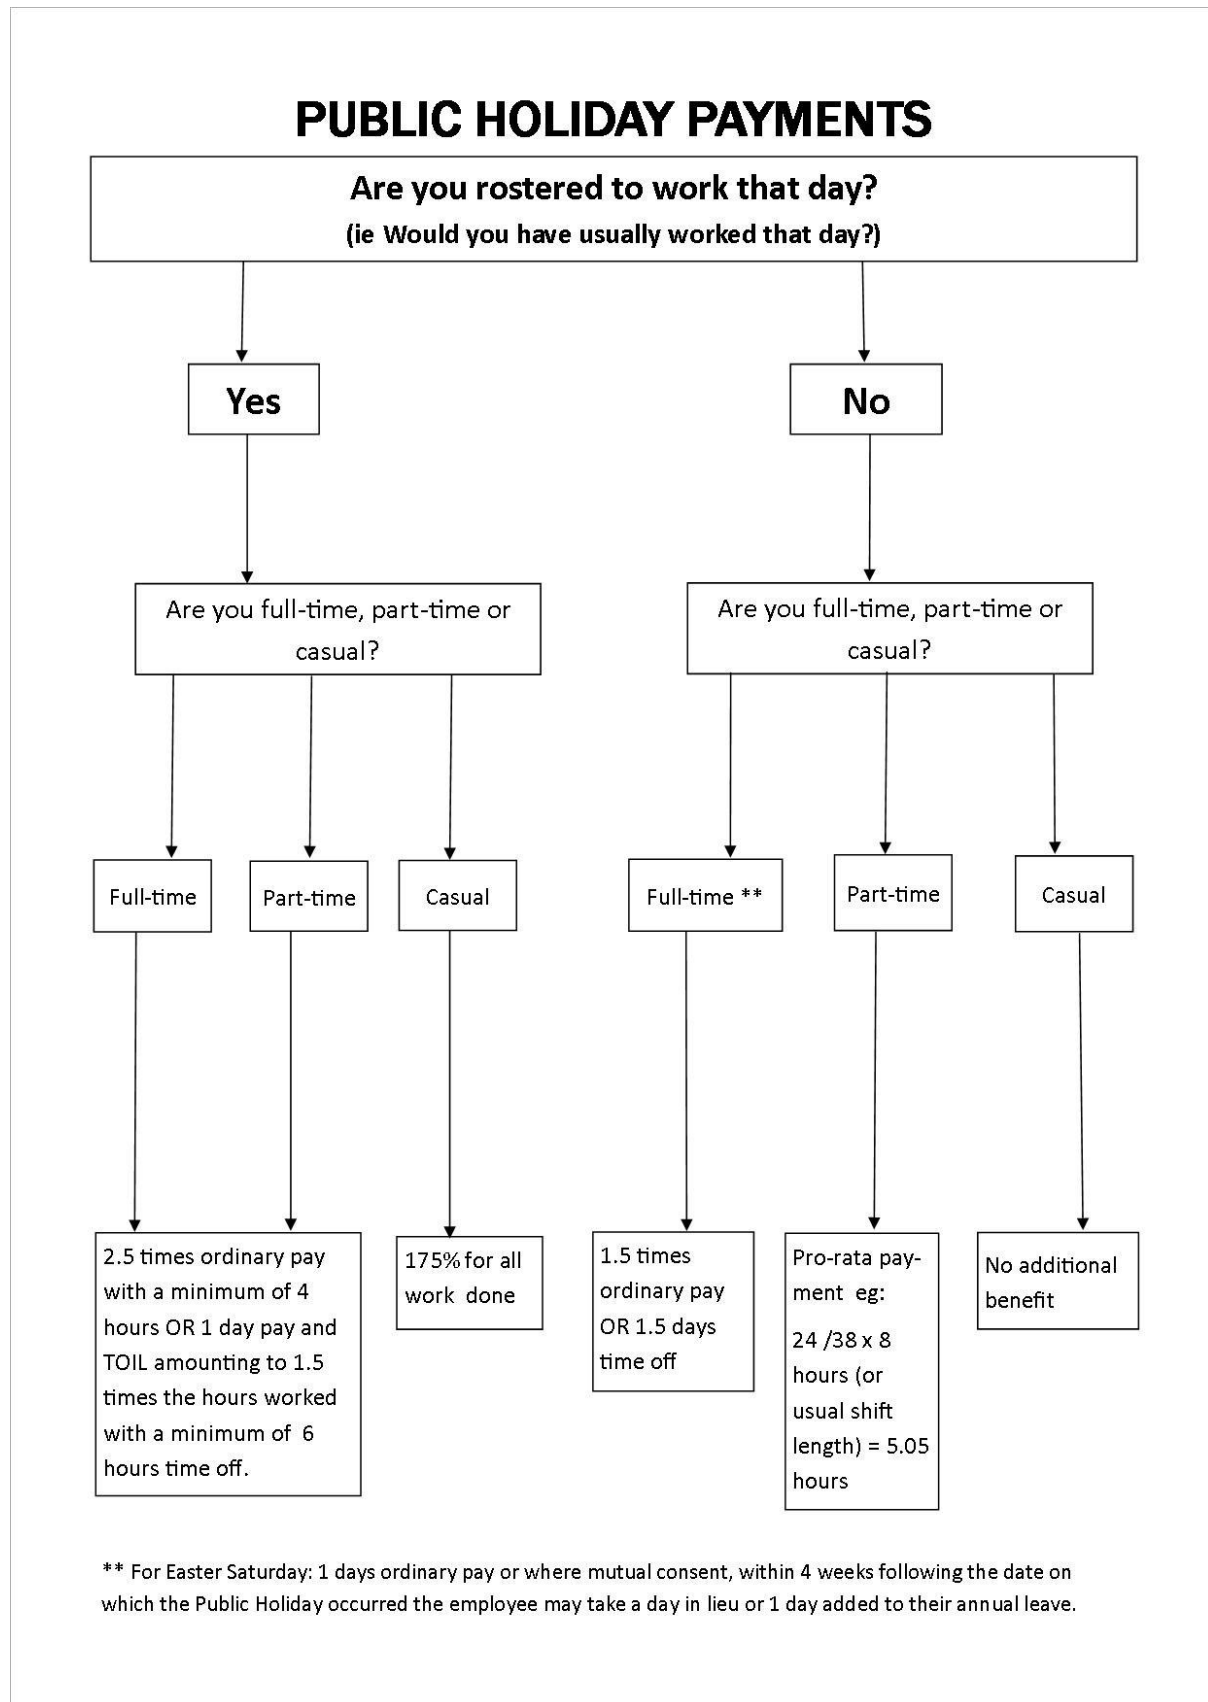 PUBLIC HOLIDAY PAYMENTS
Are you rostered to work that day?
(ie Would you have usually worked that day?)
Yes
No
Are you full-time, part-time or
casual?
Are you full-time, part-time or
casual?
Full-time
Part-time
Casual
Full-time **
Part-time
Casual
2.5 times ordinary pay
with a minimum of 4
hours OR 1 day pay and
TOIL amounting to 1.5
times the hours worked
with a minimum of 6
hours time off.
175% for all
work done
1.5 times
ordinary pay
OR 1.5 days
time off
Pro-rata pay-
ment eg:
24 /38 x 8
hours (or
usual shift
length) = 5.05
hours
No additional
benefit
** For Easter Saturday: 1 days ordinary pay or where mutual consent, within 4 weeks following the date on
which the Public Holiday occurred the employee may take a day in lieu or 1 day added to their annual leave.